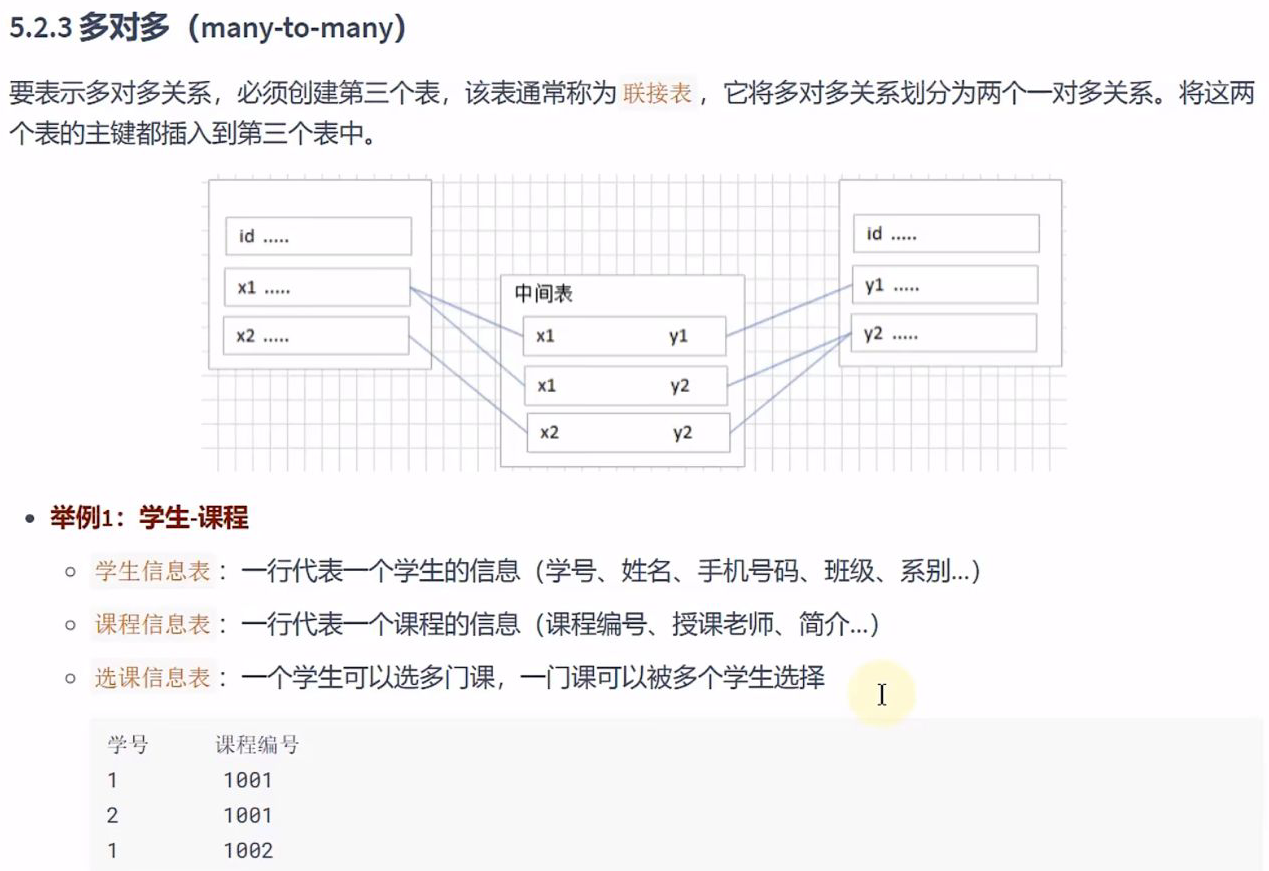 5.2.3 多对多（many-to-many）
要表示多对多关系，必须创建第三个表，该表通常称为 联接表 ，它将多对多关系划分为两个一对多关系。将这两
个表的主键都插入到第三个表中。
id .....
x1 .....
x2 .....
中间表
x1 y1
x1 y2
x2 y2
id .....
y1 .....
y2 .....
• 举例1：学生-课程
○ 学生信息表 ：一行代表一个学生的信息（学号、姓名、手机号码、班级、系别...）
○ 课程信息表 ：一行代表一个课程的信息（课程编号、授课老师、简介...）
○ 选课信息表 ：一个学生可以选多门课，一门课可以被多个学生选择
学号 课程编号
1 1001
2 1001
1 1002